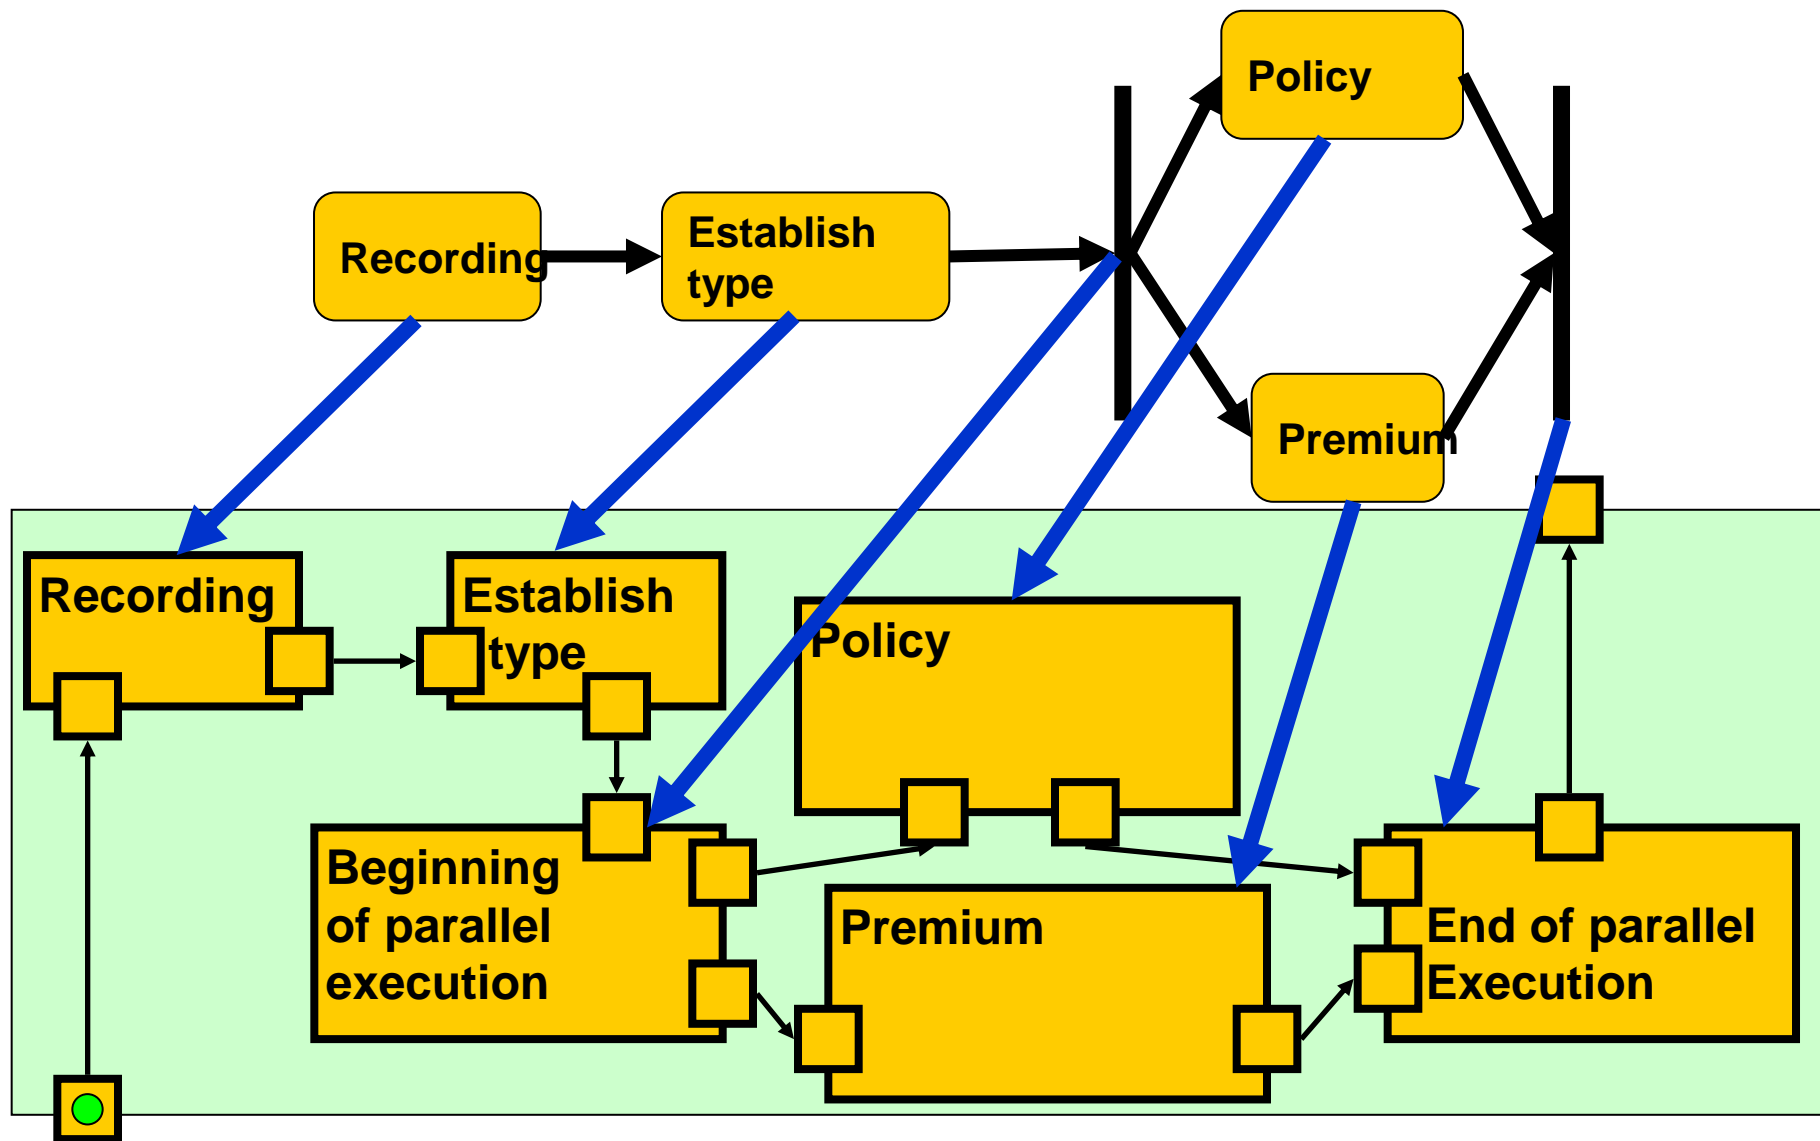 Policy
Recording
Establish
type
Premium
Recording
Establish
type
Policy
Beginning
of parallel
execution
Premium
End of parallel
Execution